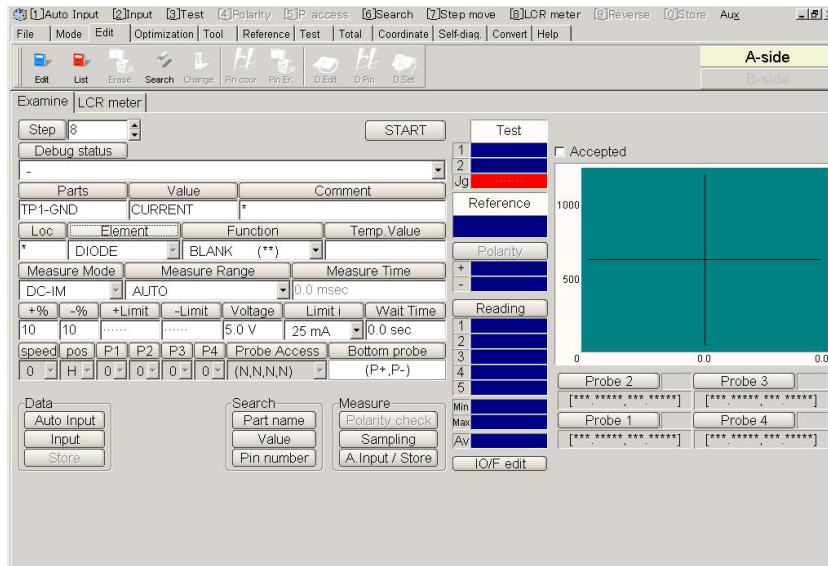 [1]Auto Input [2]Input [3]Test [4]Polarity [5]P. access [6]Search [7]Step move [8]LCR meter [9]Reverse [0]Store Aux
File Mode Edit Optimization Tool Reference Test Total Coordinate Self-diag. Convert Help
Edit List Erase Search Change Pin coor. Pin Er. D.Edit D.Pin D.Set
A-side
B-side
Examine LCR meter
Step 8 START Test
Debug status 1 Accepted
- 2
Parts Value Comment Jg ·······
TP1-GND CURRENT * Reference 1000
Loc Element Function Temp.Value
* DIODE BLANK (**) Polarity
Measure Mode Measure Range Measure Time +
DC-IM AUTO 0.0 msec - 500
+% -% +Limit -Limit Voltage Limit i Wait Time Reading
10 10 ······ ······ 5.0 V 25 mA 0.0 sec 1
speed pos P1 P2 P3 P4 Probe Access Bottom probe 2
3 0 0.0 0.0
0 H 0 0 0 0 (N,N,N,N) (P+,P-) 4
5 Probe 2 Probe 3
Data Search Measure Min [***.*****,***.*****] [***.*****,***.*****]
Auto Input Part name Polarity check Max Probe 1 Probe 4
Input Value Sampling Av [***.*****,***.*****] [***.*****,***.*****]
Store Pin number A.Input / Store IO/F edit